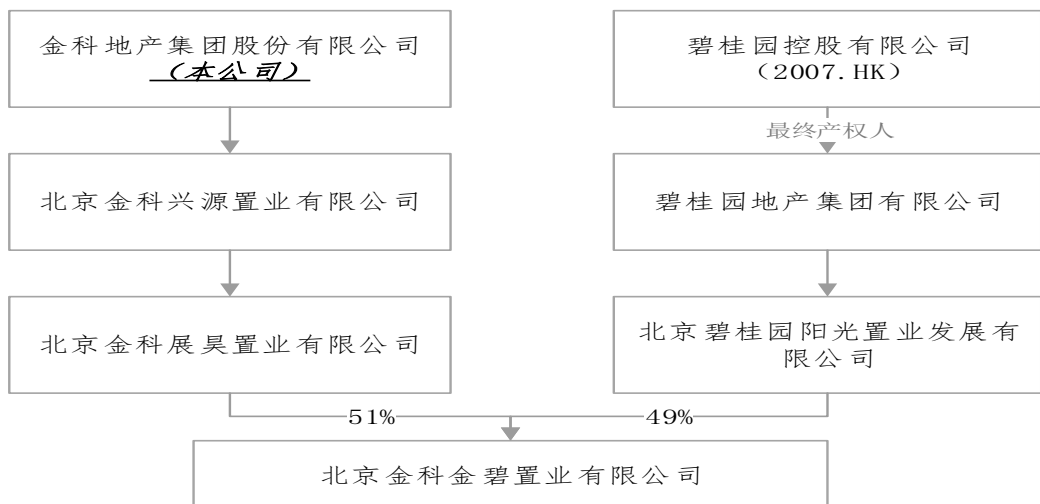 金科地产集团股份有限公司
（本公司）
碧桂园控股有限公司
（2007.HK）
最终产权人
北京金科兴源置业有限公司
碧桂园地产集团有限公司
北京金科展昊置业有限公司
北京碧桂园阳光置业发展有
限公司
51%
49%
北京金科金碧置业有限公司